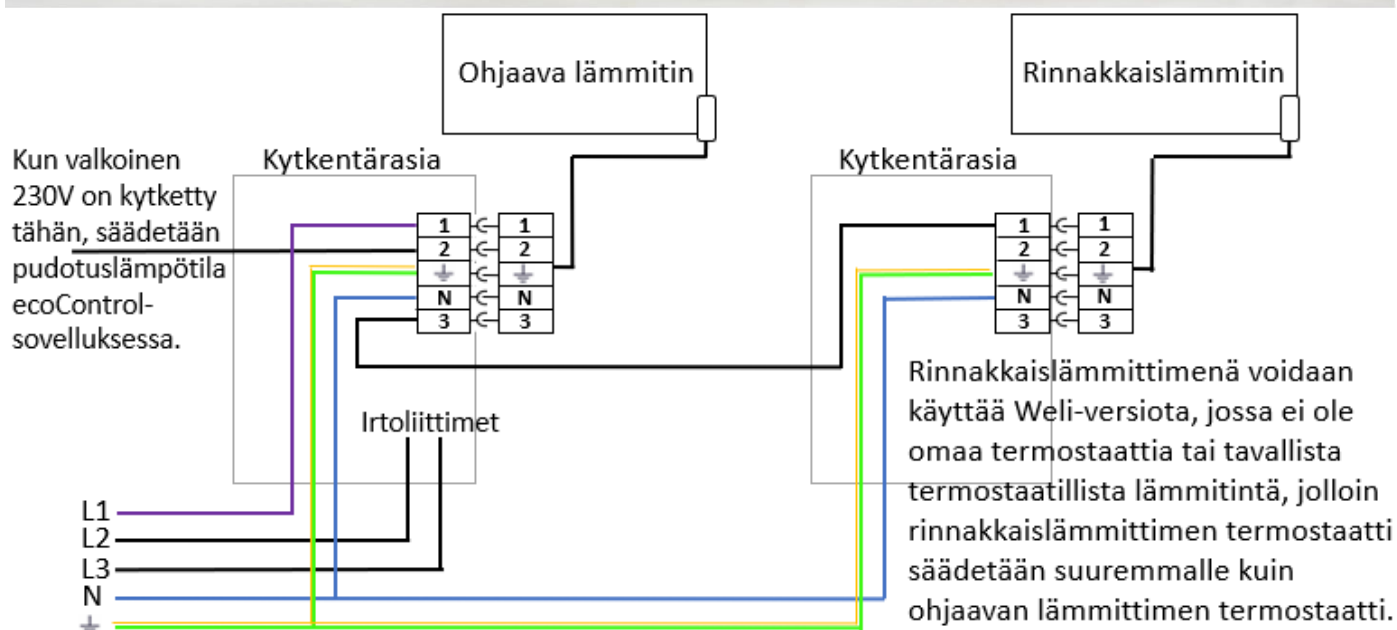 Ohjaava lämmitin
Rinnakkaislämmitin
Kun valkoinen
230V on kytketty
tähän, säädetään
pudotuslämpötila
ecoControl-
sovelluksessa.
Kytkentärasia
1 1
2 2
N N
3 3
Irtoliittimet
Kytkentärasia
1 1
2 2
N N
3 3
Rinnakkaislämmittimenä voidaan
käyttää Weli-versiota, jossa ei ole
omaa termostaattia tai tavallista
termostaatillista lämmitintä, jolloin
rinnakkaislämmittimen termostaatti
säädetään suuremmalle kuin
ohjaavan lämmittimen termostaatti.
L1
L2
L3
N